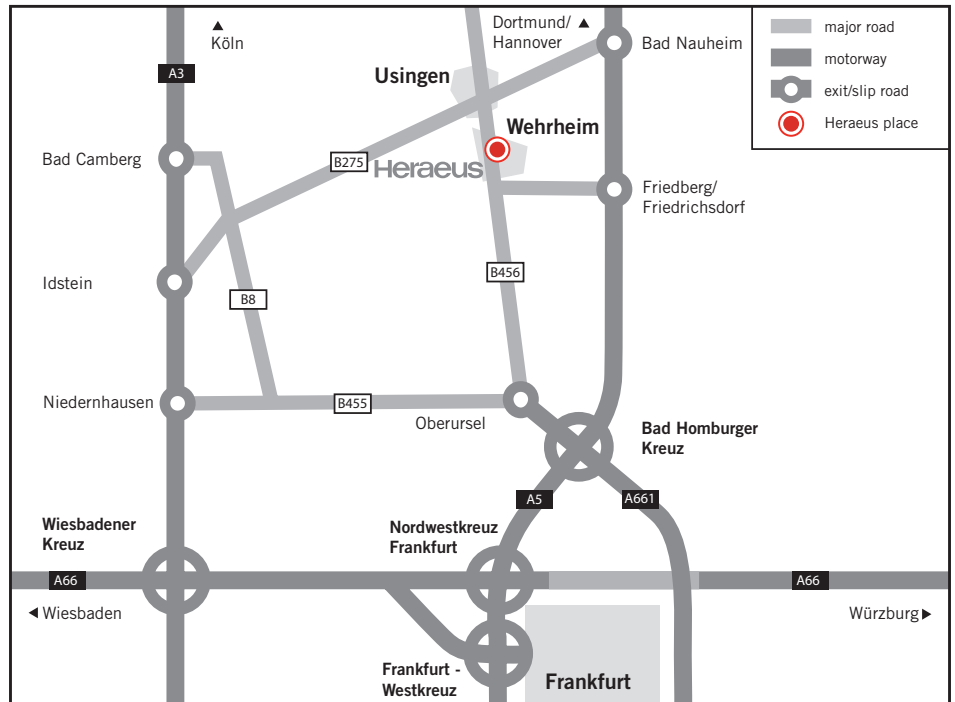 Köln
Dortmund/
Hannover
Bad Nauheim
major road
motorway
exit/slip road
Heraeus place
A3
Usingen
Wehrheim
Bad Camberg
B275
Heraeus
Friedberg/
Friedrichsdorf
Idstein
B456
B8
Niedernhausen
B455
Oberursel
Bad Homburger
Kreuz
A5
A661
Wiesbadener
Kreuz
Nordwestkreuz
Frankfurt
A66
A66
Wiesbaden
Würzburg
Frankfurt -
Westkreuz
Frankfurt